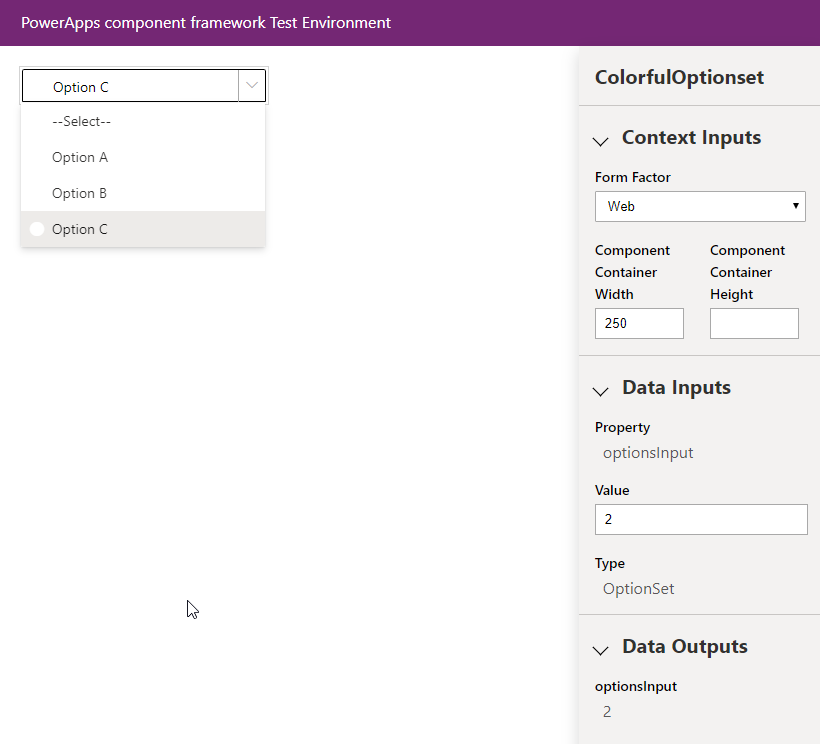 PowerApps component framework Test Environment
Option C
--Select--
Option A
Option B
Option C
ColorfulOptionset
Context Inputs
Form Factor
Web
Component Container Width
250
Component Container Height
Data Inputs
Property
optionsInput
Value
2
Type
OptionSet
Data Outputs
optionsInput
2